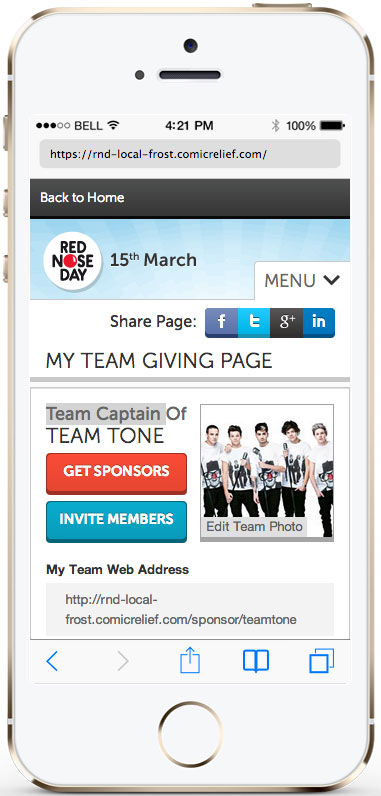 BELL 4:21 PM 100%
https://rnd-local-frost.comicrelief.com/
Back to Home
RED
NOSE
DAY
15th March
MENU
Share Page: f t g+ in
MY TEAM GIVING PAGE
Team Captain Of
TEAM TONE
GET SPONSORS
INVITE MEMBERS
Edit Team Photo
My Team Web Address
http://rnd-local-
frost.comicrelief.com/sponsor/teamtone